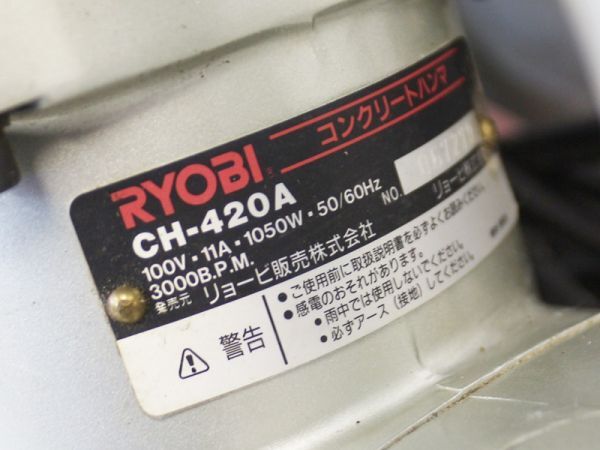 RYOBI
コンクリートハンマ
CH-420A
100V・11A・1050W・50/60Hz NO.
3000B.P.M.
発売元 リョービ販売株式会社
警告
・ご使用前に取扱説明書を必ずよくお読みください。
・感電のおそれがあります。
・雨中では使用しないでください。
・必ずアース（接地）してください。